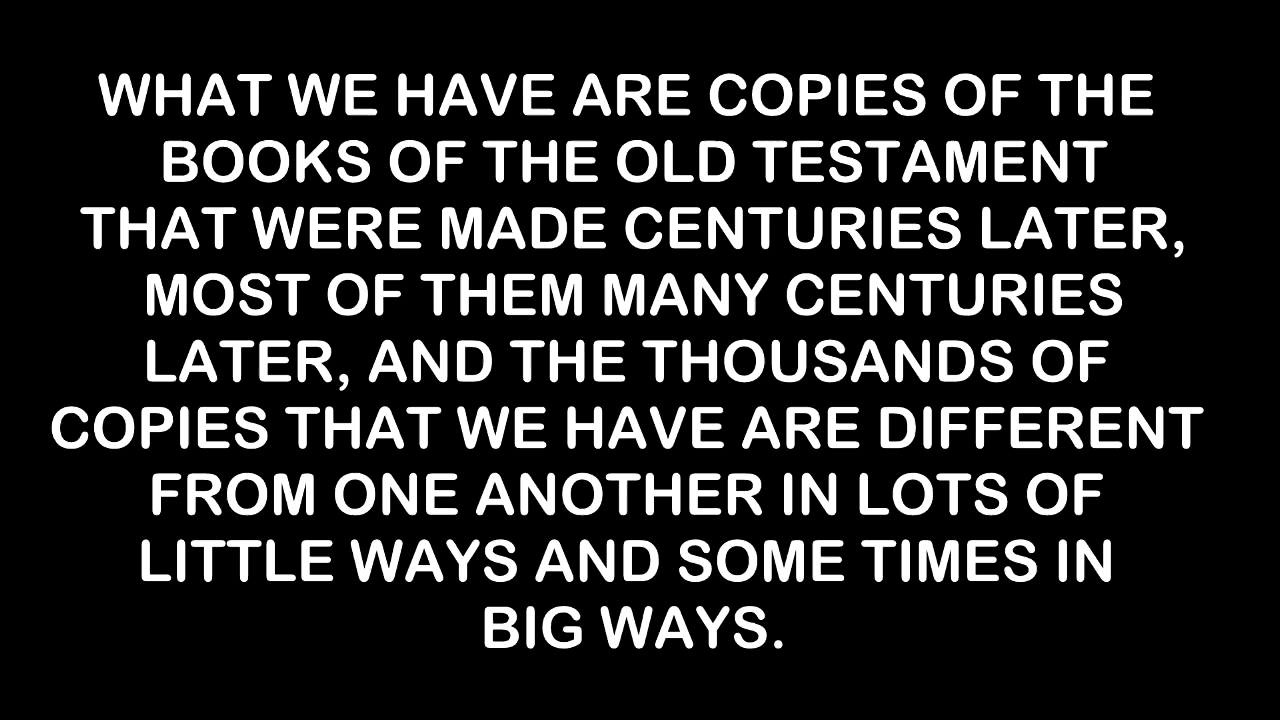 WHAT WE HAVE ARE COPIES OF THE
BOOKS OF THE OLD TESTAMENT
THAT WERE MADE CENTURIES LATER,
MOST OF THEM MANY CENTURIES
LATER, AND THE THOUSANDS OF
COPIES THAT WE HAVE ARE DIFFERENT
FROM ONE ANOTHER IN LOTS OF
LITTLE WAYS AND SOME TIMES IN
BIG WAYS.